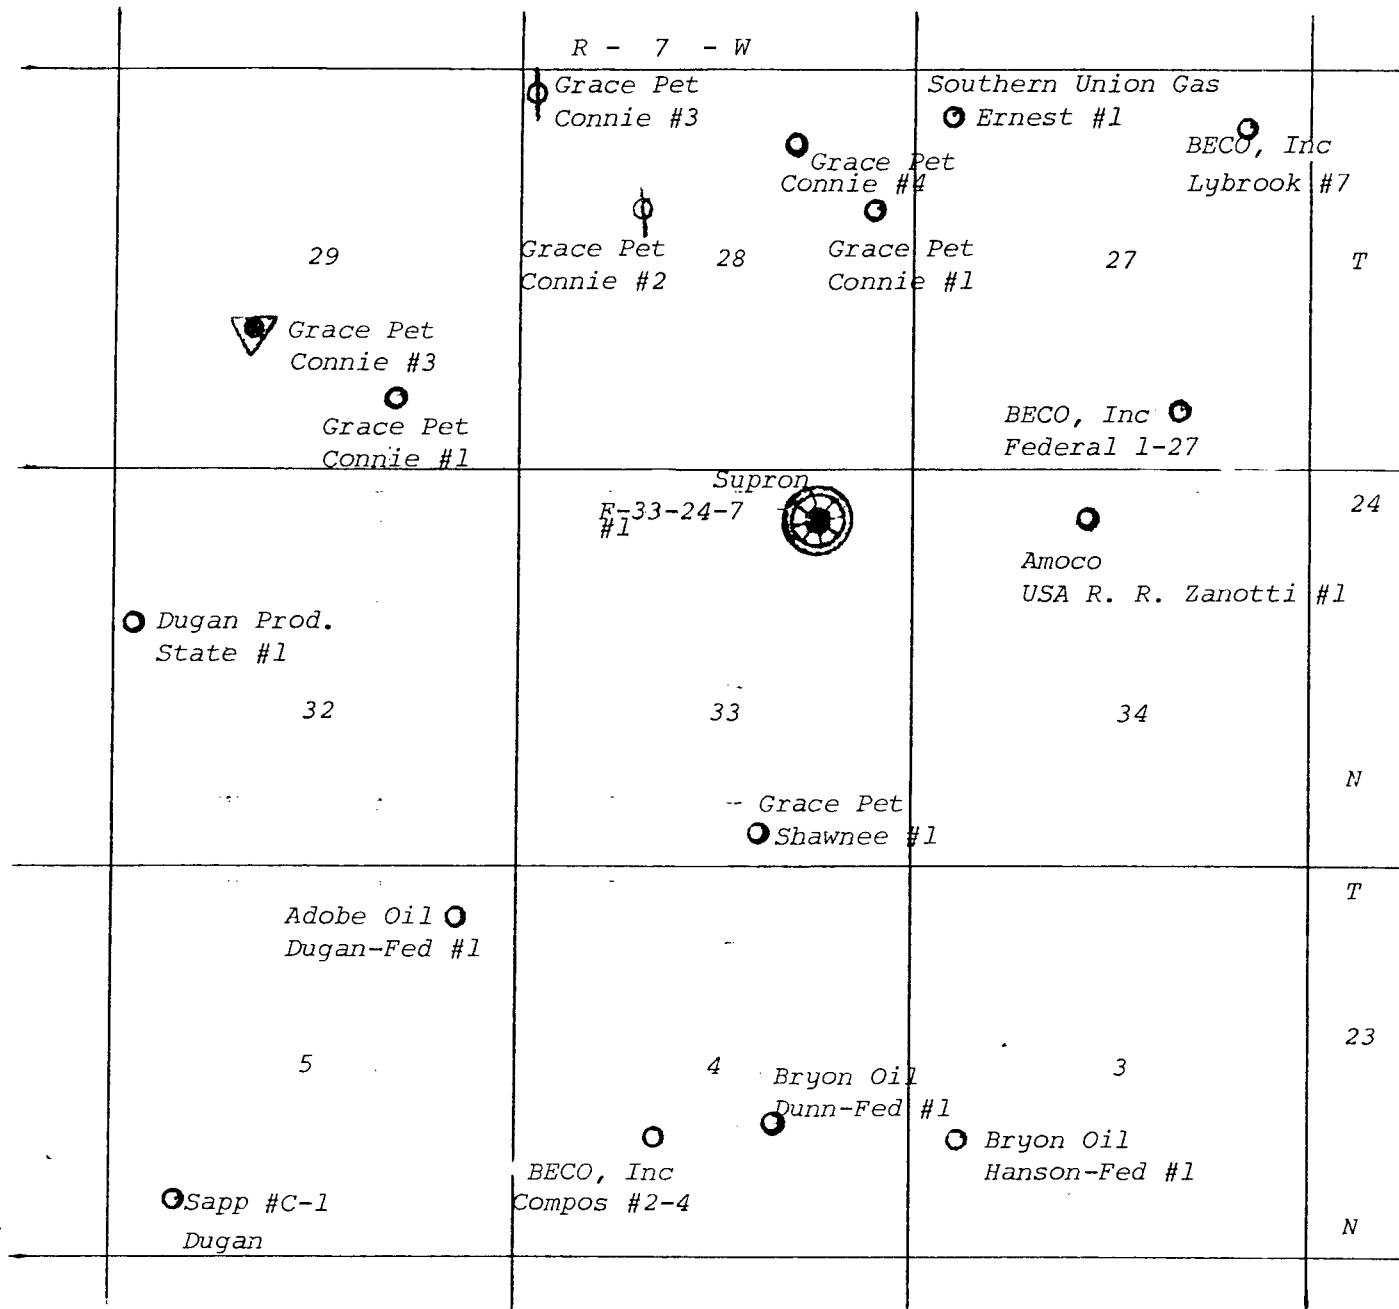 R - 7 - W
Grace Pet
Connie #3
Southern Union Gas
Ernest #1
BECO, Inc
Lybrook #7
Grace Pet
Connie #4
Grace Pet
Connie #2
Grace Pet
Connie #1
29
28
27
T
Grace Pet
Connie #3
Grace Pet
Connie #1
BECO, Inc
Federal 1-27
Supron
F-33-24-7
#1
24
Amoco
USA R. R. Zanotti #1
Dugan Prod.
State #1
32
33
34
N
Grace Pet
Shawnee #1
T
Adobe Oil
Dugan-Fed #1
23
5
4
3
Bryon Oil
Dunn-Fed #1
BECO, Inc
Compos #2-4
Bryon Oil
Hanson-Fed #1
Sapp #C-1
Dugan
N